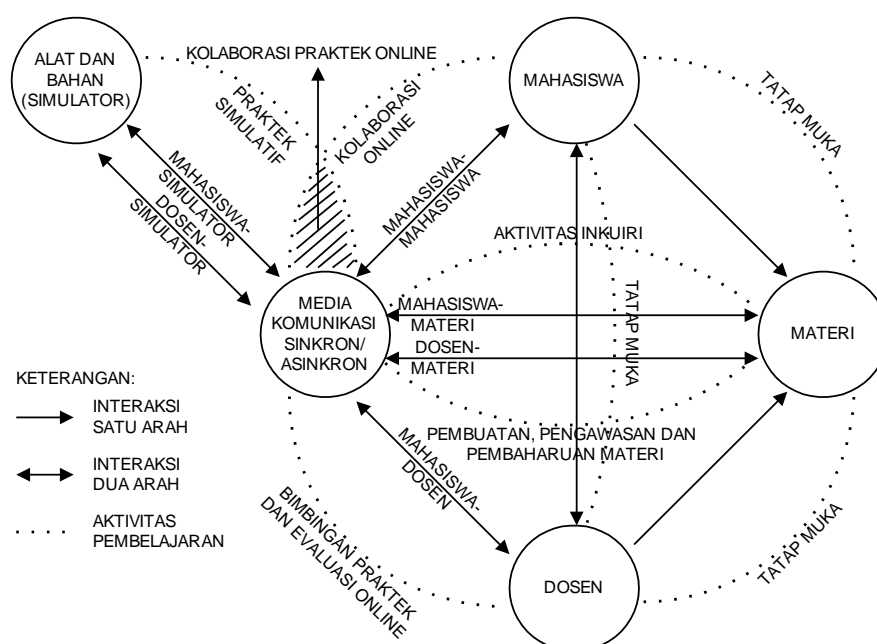 ALAT DAN
BAHAN
(SIMULATOR)
KOLABORASI PRAKTEK ONLINE
MAHASISWA
PRAKTEK
SIMULATIF
KOLABORASI
ONLINE
TATAP MUKA
MAHASISWA-
SIMULATOR
DOSEN-
SIMULATOR
MAHASISWA-
MAHASISWA
AKTIVITAS INKUIRI
MEDIA
KOMUNIKASI
SINKRON/
ASINKRON
MAHASISWA-
MATERI
DOSEN-
MATERI
TATAP MUKA
MATERI
KETERANGAN:
INTERAKSI
SATU ARAH
INTERAKSI
DUA ARAH
AKTIVITAS
PEMBELAJARAN
MAHASISWA-
DOSEN
PEMBUATAN, PENGAWASAN DAN
PEMBAHARUAN MATERI
BIMBINGAN PRAKTEK
DAN EVALUASI ONLINE
DOSEN
TATAP MUKA